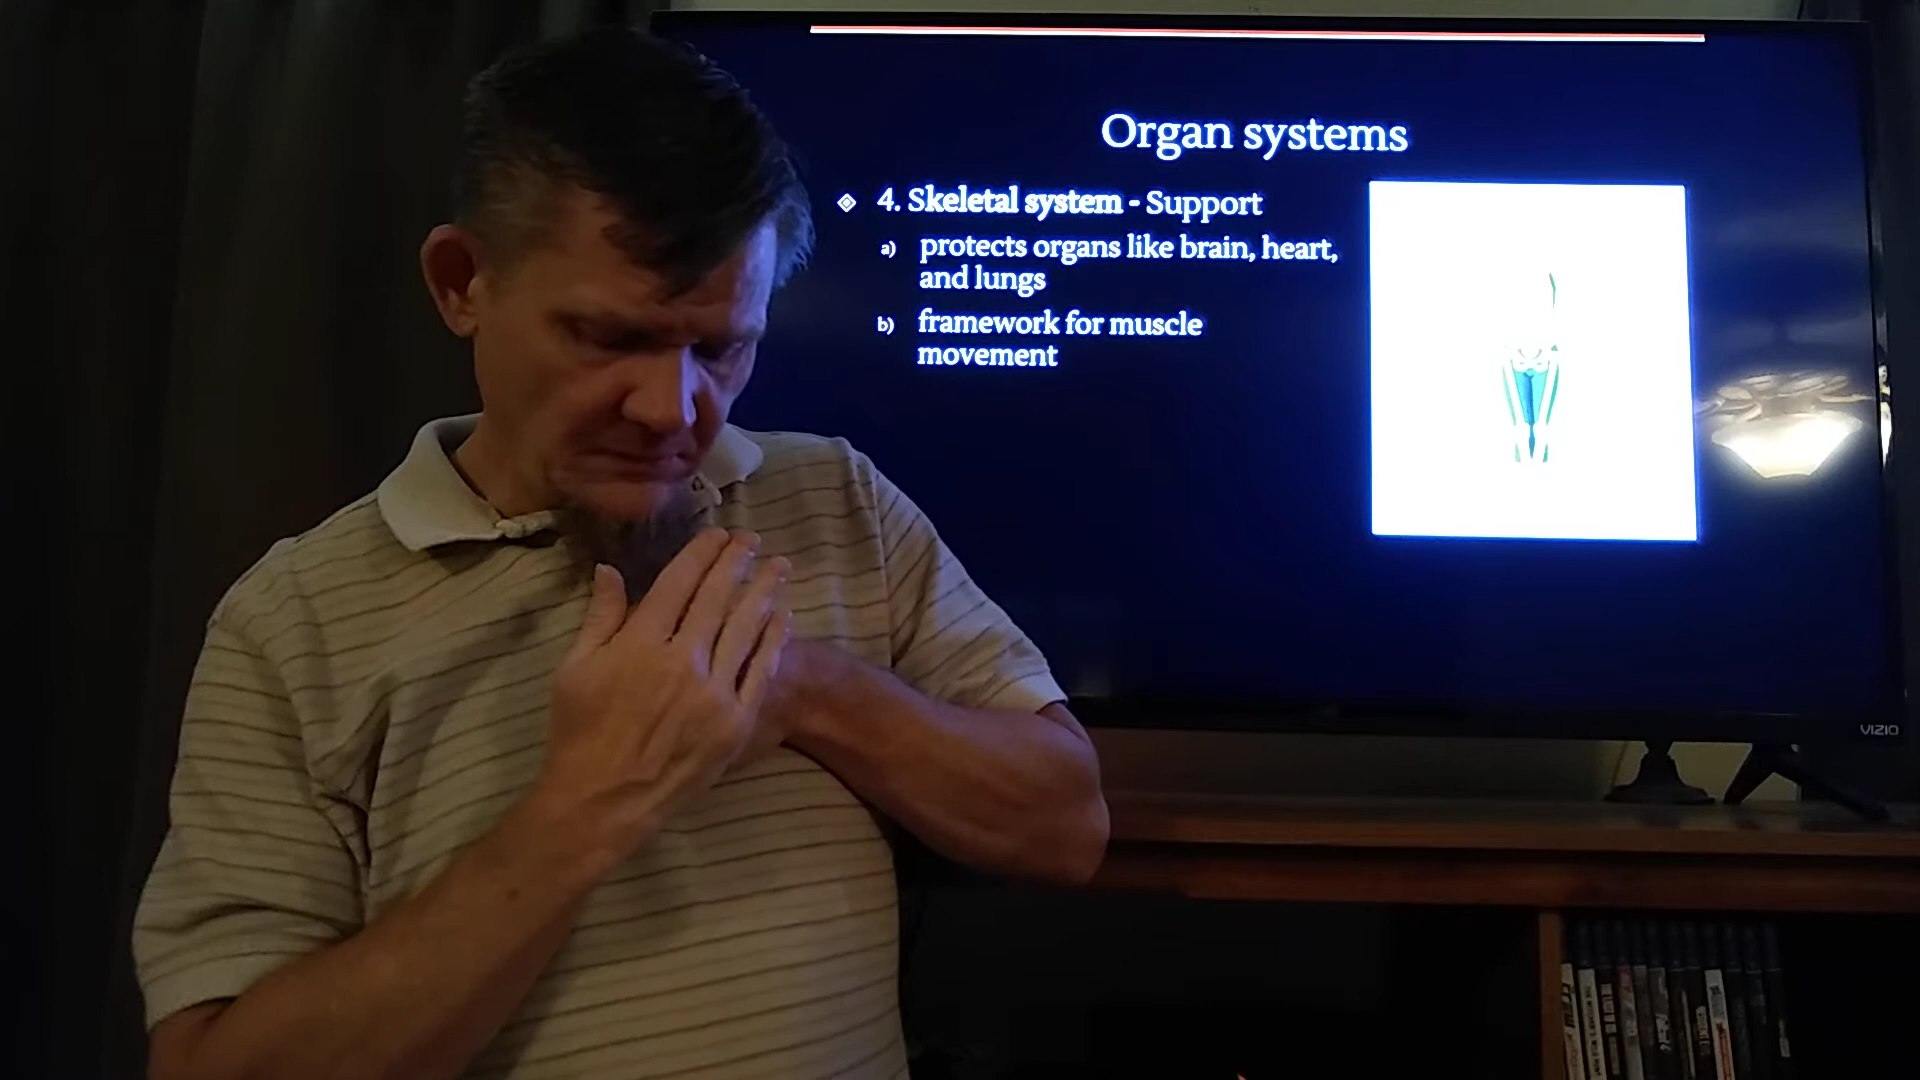 Organ systems
4. Skeletal system - Support
a) protects organs like brain, heart,
and lungs
b) framework for muscle
movement
VIZIO